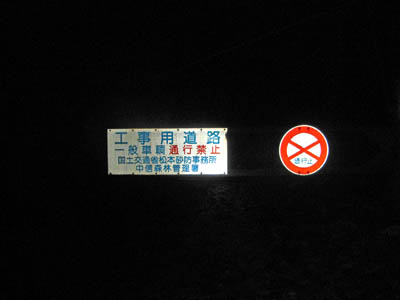 工事用道路
一般車輌通行禁止
国土交通省松本砂防事務所
中信森林管理署
通行止